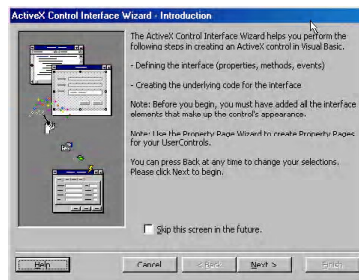 ActiveX Control Interface Wizard - Introduction
The ActiveX Control Interface Wizard helps you perform the
following steps in creating an ActiveX control in Visual Basic.
- Defining the interface (properties, methods, events)
- Creating the underlying code for the interface
Note: Before you begin, you must have added all the interface
elements that make up the control's appearance.
Note: Use the Property Page Wizard to create Property Pages
for your UserControls.
You can press Back at any time to change your selections.
Please click Next to begin.
Skip this screen in the future.
Help
Cancel
< Back
Next >
Finish